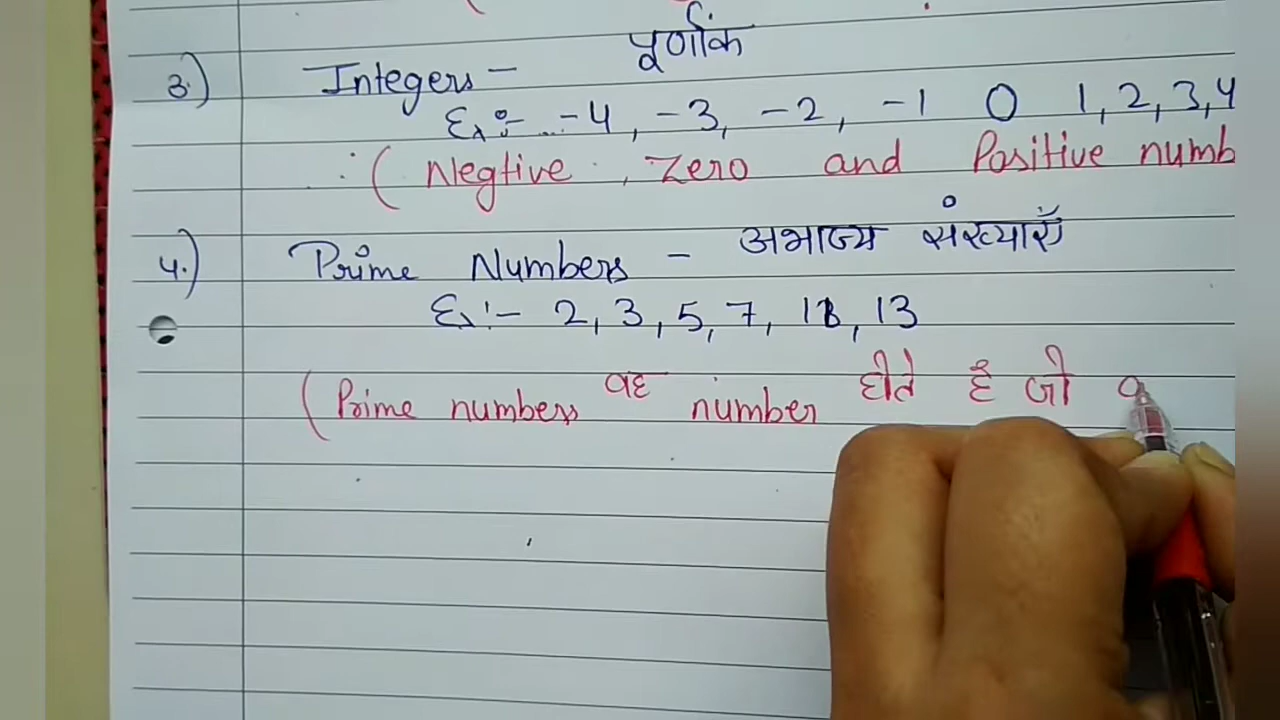 3.) Integers - पूर्णांक
Ex:- ...-4, -3, -2, -1 0 1, 2, 3, 4
( Negtive, Zero and Positive numb
4.) Prime Numbers - अभाज्य संख्याएँ
Ex:- 2, 3, 5, 7, 11, 13
( Prime numbers वह number होते है जो